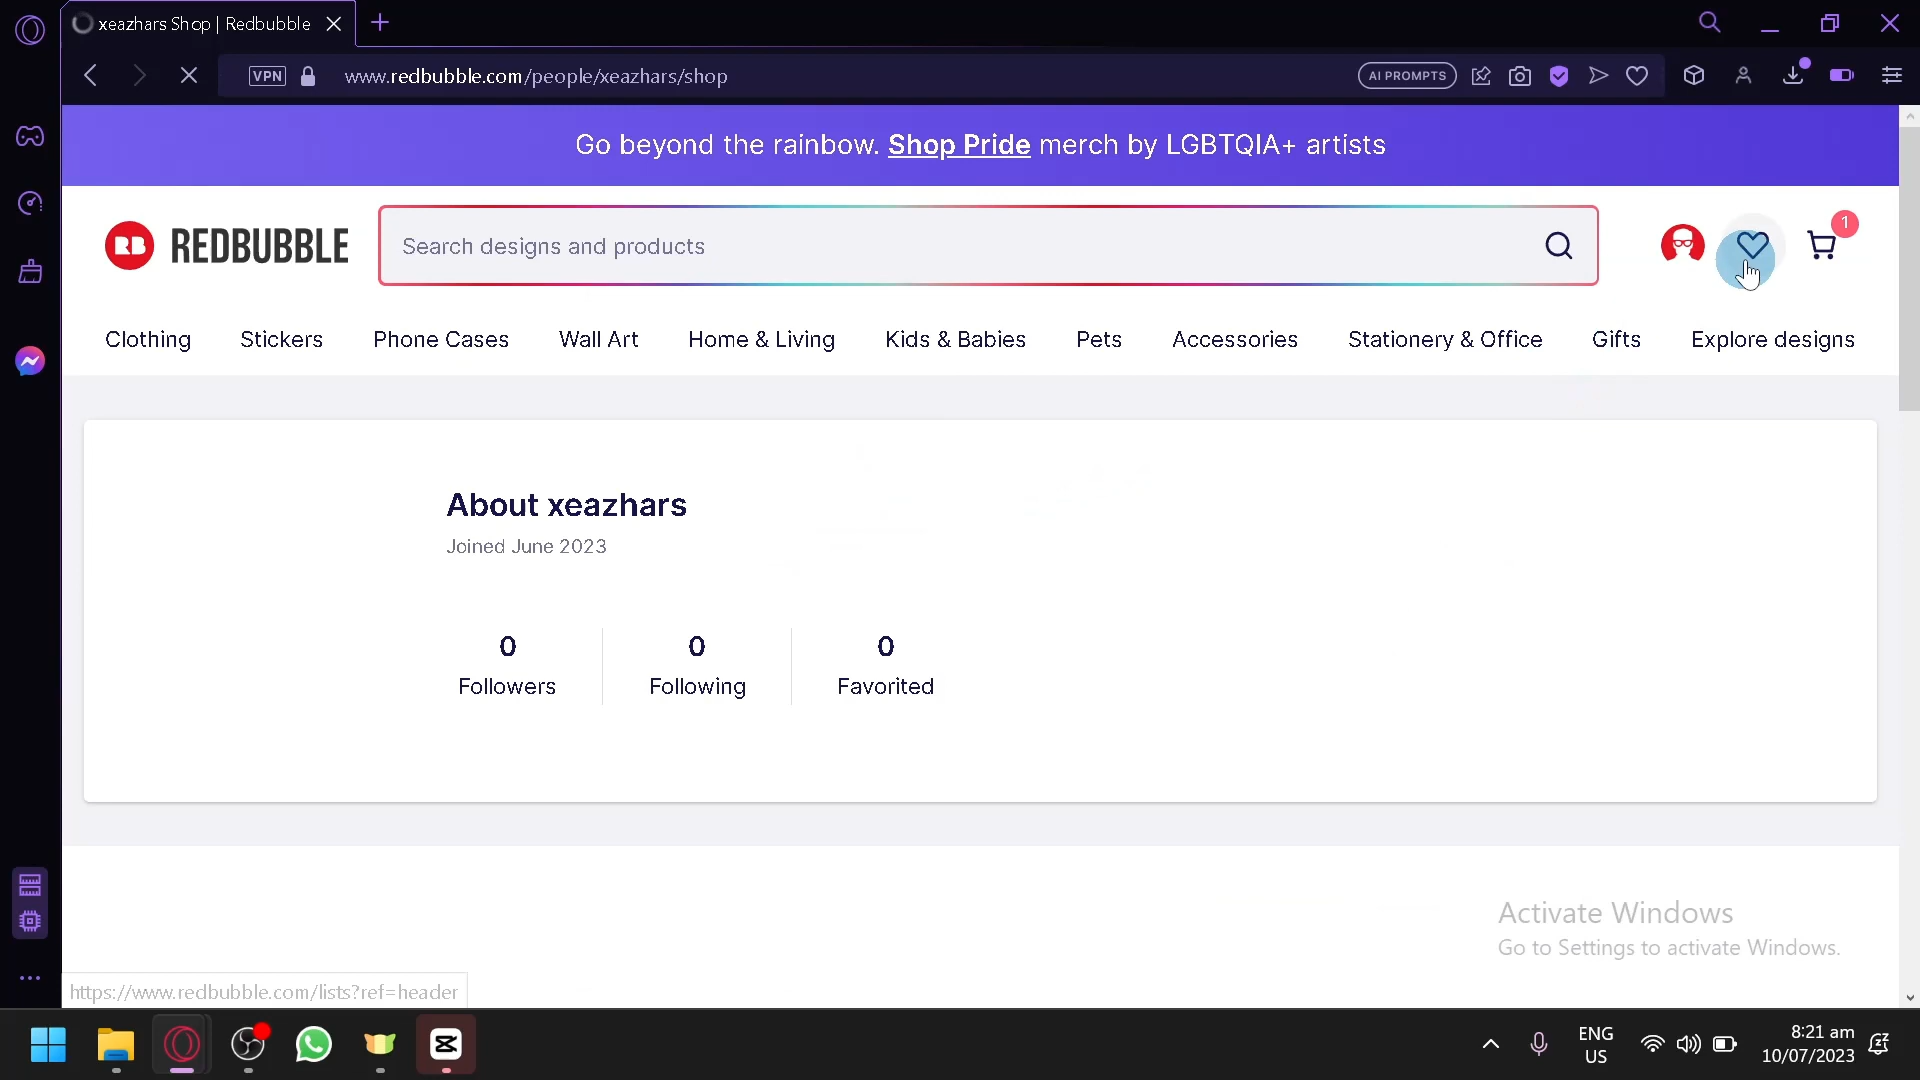 xeazhars Shop | Redbubble
VPN
www.redbubble.com/people/xeazhars/shop
AI PROMPTS
Go beyond the rainbow. Shop Pride merch by LGBTQIA+ artists
RB REDBUBBLE
Search designs and products
1
Clothing
Stickers
Phone Cases
Wall Art
Home & Living
Kids & Babies
Pets
Accessories
Stationery & Office
Gifts
Explore designs
About xeazhars
Joined June 2023
0
Followers
0
Following
0
Favorited
Activate Windows
Go to Settings to activate Windows.
https://www.redbubble.com/lists?ref=header
ENG
US
8:21 am
10/07/2023